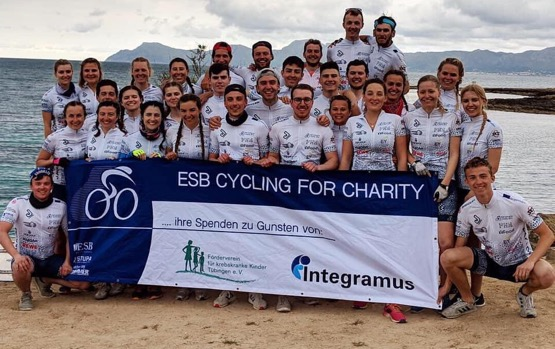 ESB CYCLING FOR CHARITY
.... ihre Spenden zu Gunsten von:
Förderverein
für krebskranke Kinder
Tübingen e. V.
integramus